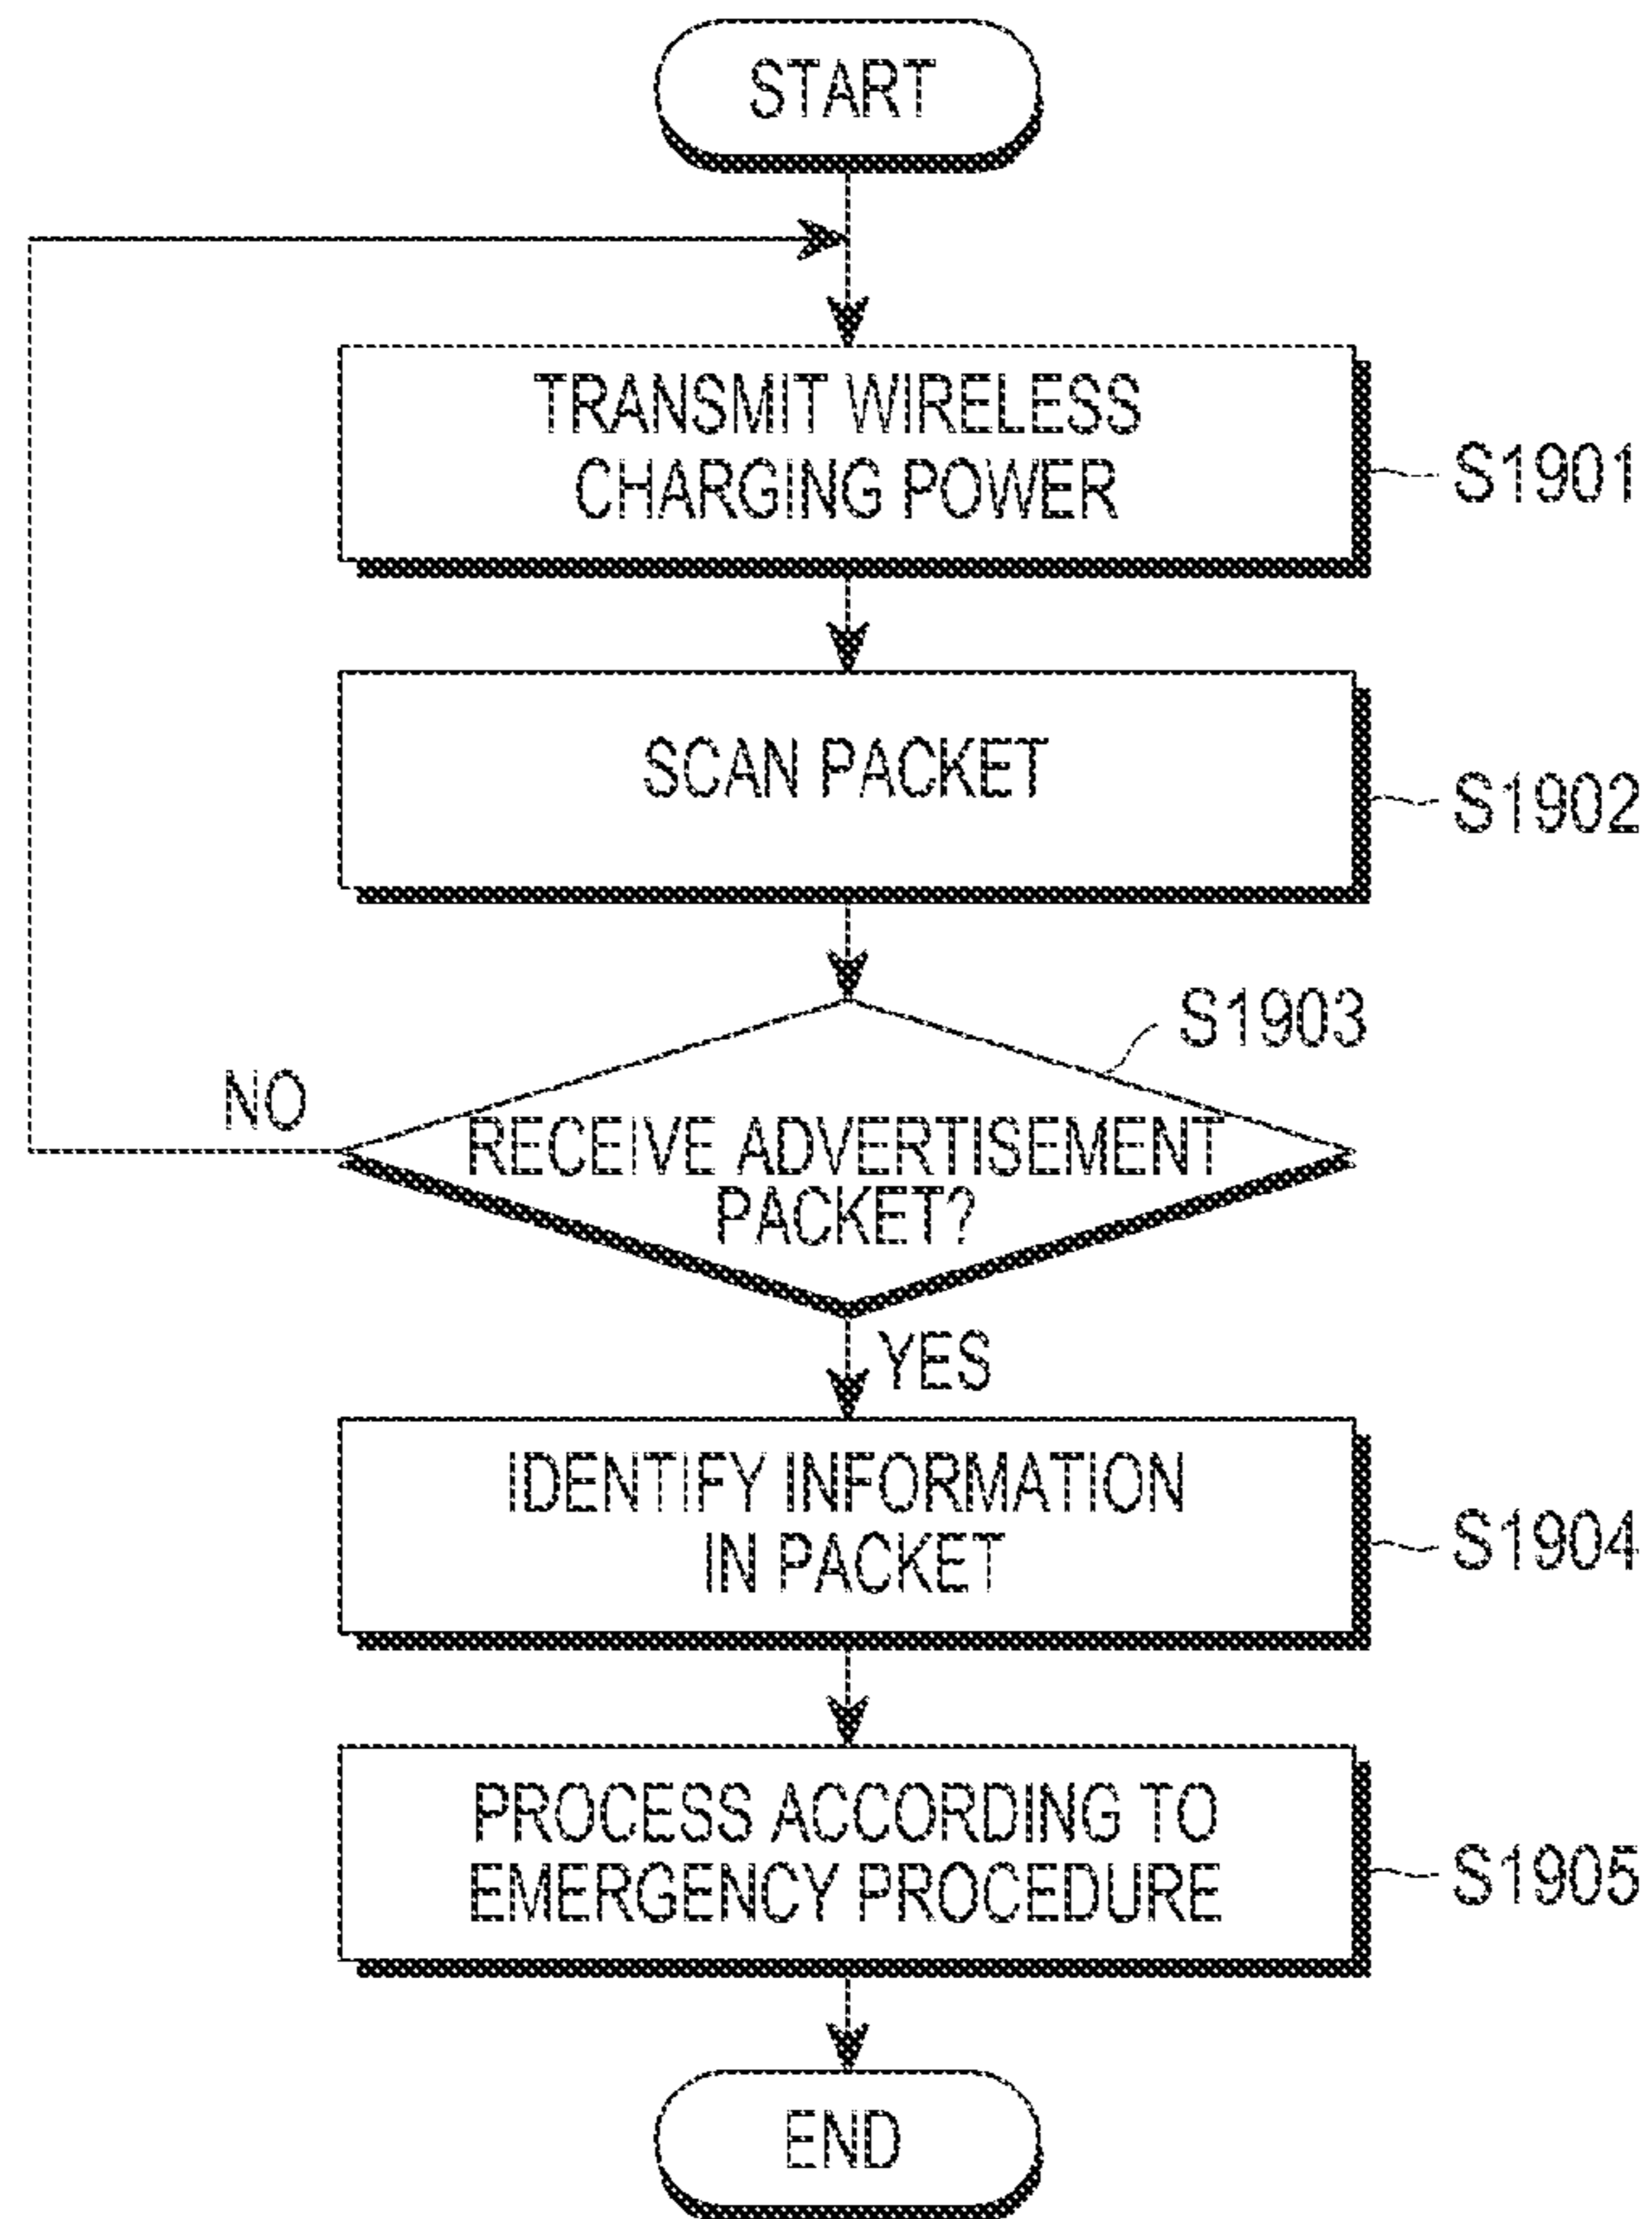 START
TRANSMIT WIRELESS
CHARGING POWER
S1901
SCAN PACKET
S1902
S1903
NO
RECEIVE ADVERTISEMENT
PACKET?
YES
IDENTIFY INFORMATION
IN PACKET
S1904
PROCESS ACCORDING TO
EMERGENCY PROCEDURE
S1905
END